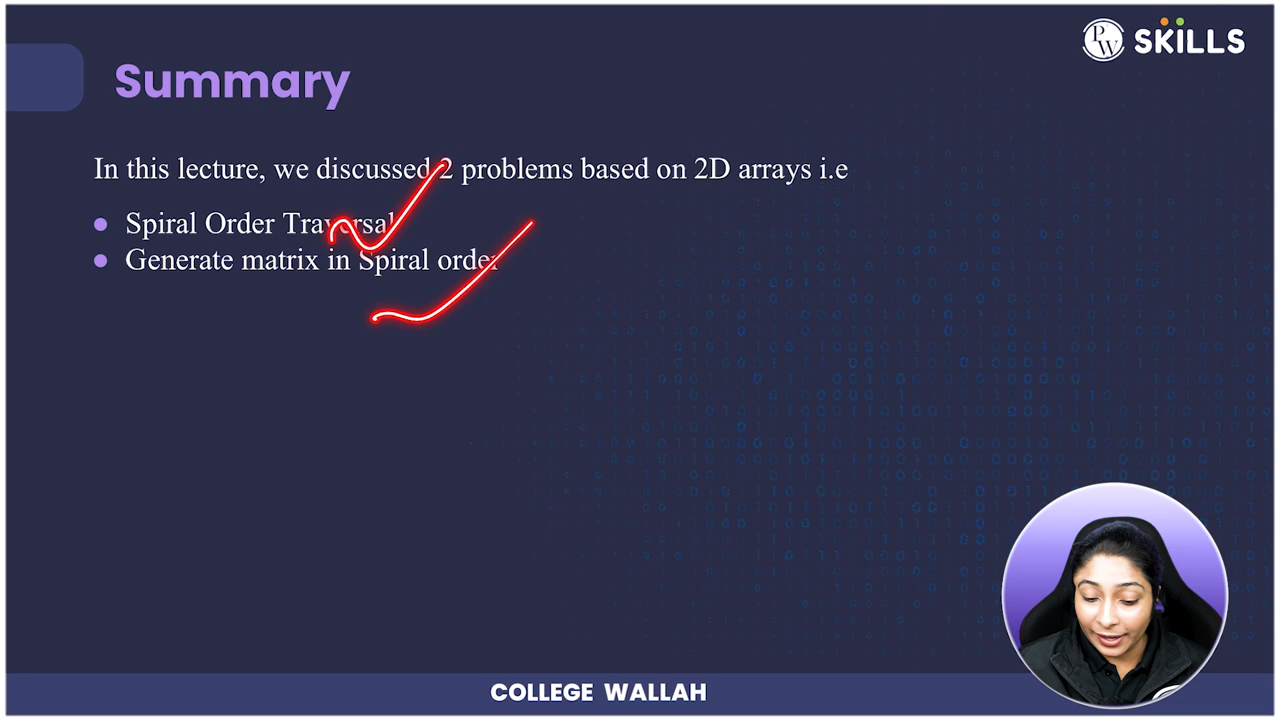 PW SKILLS
Summary
In this lecture, we discussed 2 problems based on 2D arrays i.e
Spiral Order Traversal
Generate matrix in Spiral order
COLLEGE WALLAH